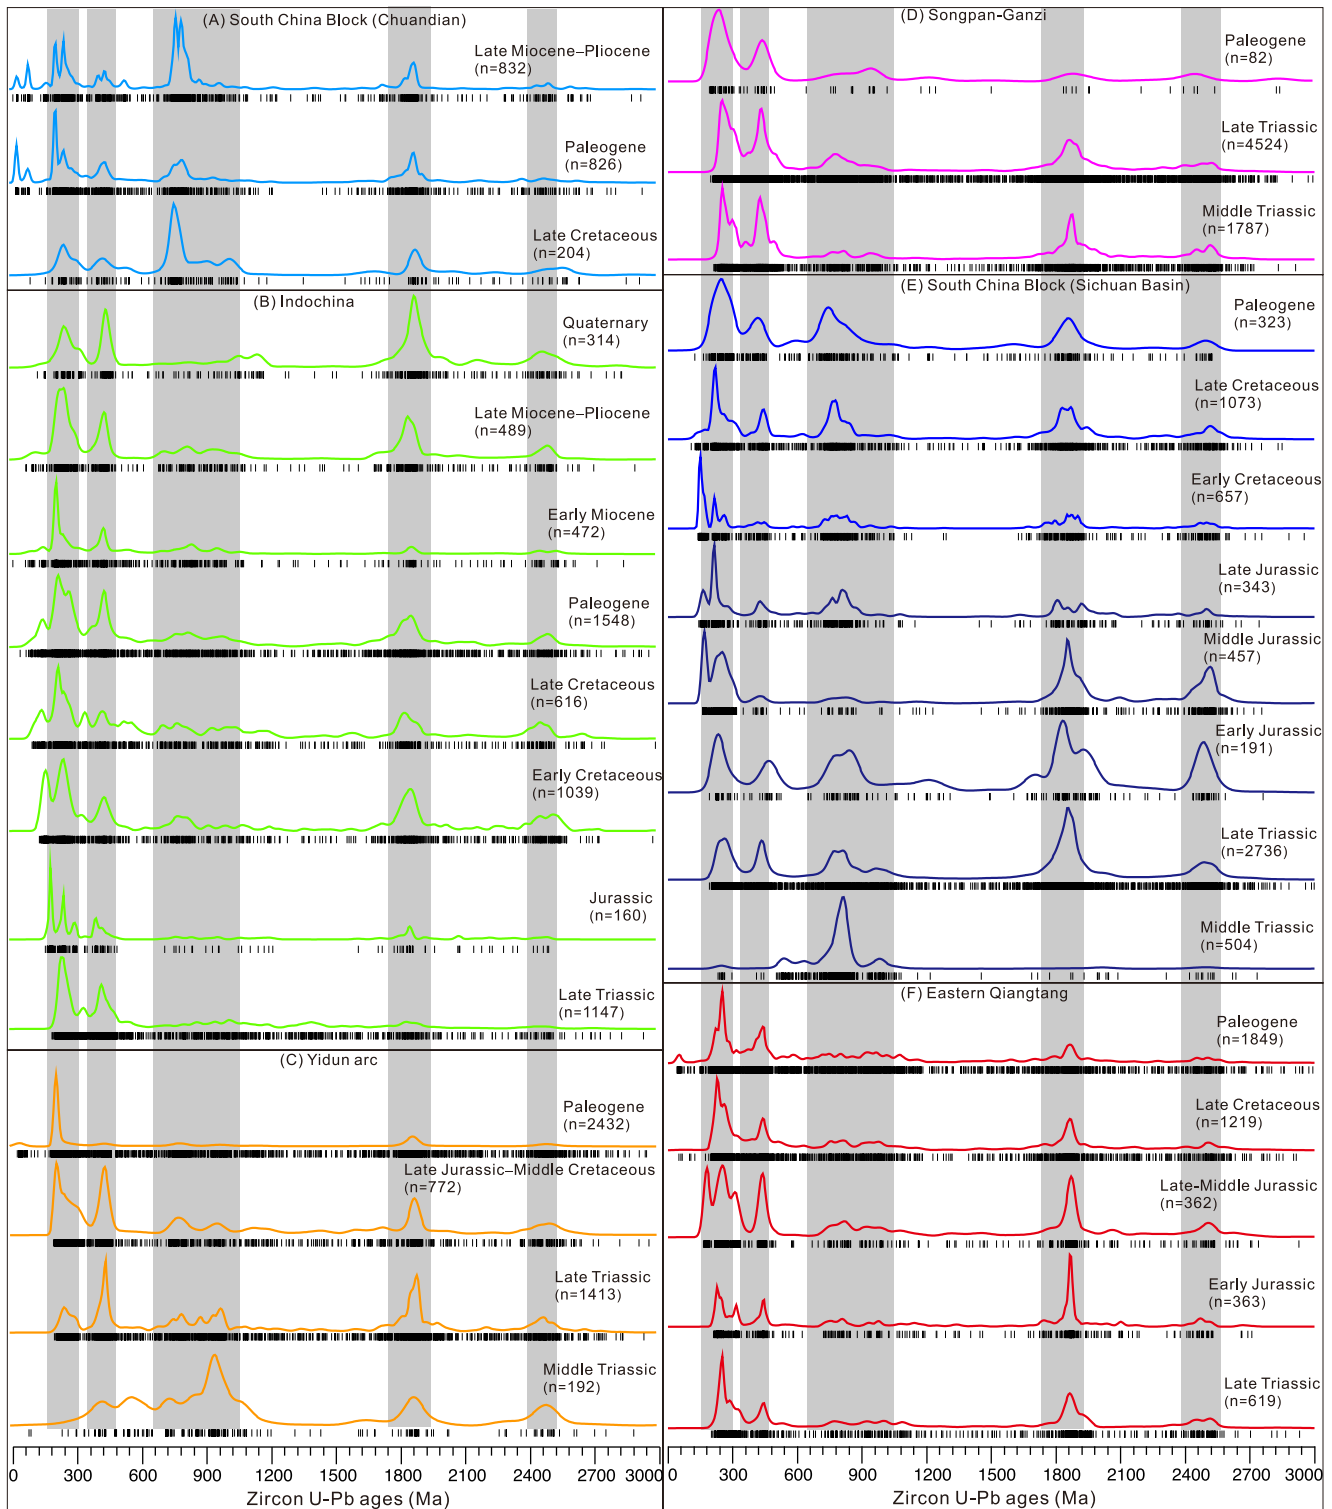 (A) South China Block (Chuandian)
Late Miocene–Pliocene
(n=832)
Paleogene
(n=826)
Late Cretaceous
(n=204)
(B) Indochina
Quaternary
(n=314)
Late Miocene–Pliocene
(n=489)
Early Miocene
(n=472)
Paleogene
(n=1548)
Late Cretaceous
(n=616)
Early Cretaceous
(n=1039)
Jurassic
(n=160)
Late Triassic
(n=1147)
(C) Yidun arc
Paleogene
(n=2432)
Late Jurassic–Middle Cretaceous
(n=772)
Late Triassic
(n=1413)
Middle Triassic
(n=192)
0 300 600 900 1200 1500 1800 2100 2400 2700 3000
Zircon U-Pb ages (Ma)
(D) Songpan-Ganzi
Paleogene
(n=82)
Late Triassic
(n=4524)
Middle Triassic
(n=1787)
(E) South China Block (Sichuan Basin)
Paleogene
(n=323)
Late Cretaceous
(n=1073)
Early Cretaceous
(n=657)
Late Jurassic
(n=343)
Middle Jurassic
(n=457)
Early Jurassic
(n=191)
Late Triassic
(n=2736)
Middle Triassic
(n=504)
(F) Eastern Qiangtang
Paleogene
(n=1849)
Late Cretaceous
(n=1219)
Late-Middle Jurassic
(n=362)
Early Jurassic
(n=363)
Late Triassic
(n=619)
0 300 600 900 1200 1500 1800 2100 2400 2700 3000
Zircon U-Pb ages (Ma)